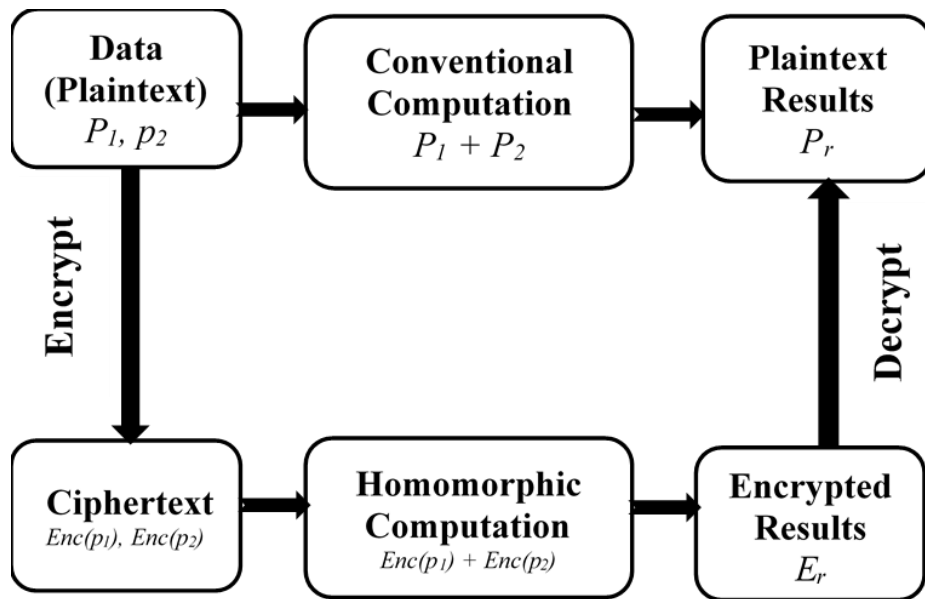 Data
(Plaintext)
P₁, p₂
Conventional
Computation
P₁ + P₂
Plaintext
Results
Pᵣ
Encrypt
Decrypt
Ciphertext
Enc(p₁), Enc(p₂)
Homomorphic
Computation
Enc(p₁) + Enc(p₂)
Encrypted
Results
Eᵣ